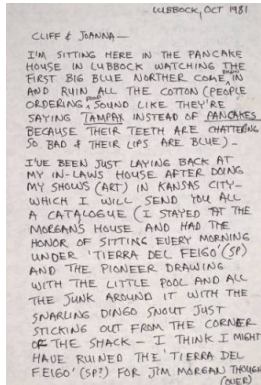 - LUBBOCK, OCT 1981
CLIFF & JOANNA—
I'M SITTING HERE IN THE PANCAKE
HOUSE IN LUBBOCK WATCHING THE
FIRST BIG BLUE NORTHER COME IN
AND RUIN ALL THE COTTON (PEOPLE
ORDERING SOUND LIKE THEY'RE
SAYING TAMPAX INSTEAD OF PANCAKES
BECAUSE THEIR TEETH ARE CHATTERING
SO BAD & THEIR LIPS ARE BLUE)—
I'VE BEEN JUST LAYING BACK AT
MY IN-LAWS HOUSE AFTER DOING
MY SHOWS (ART) IN KANSAS CITY—
WHICH I WILL SEND YOU ALL
A CATALOGUE (I STAYED AT THE
MORGANS HOUSE AND HAD THE
HONOR OF SITTING EVERY MORNING
UNDER 'TIERRA DEL FEIGO' (SP)
AND THE PIONEER DRAWING
WITH THE LITTLE POOL AND ALL
THE JUNK AROUND IT WITH THE
SNARLING DINGO SNOUT JUST
STICKING OUT FROM THE CORNER
OF THE SHACK — I THINK I MIGHT
HAVE RUINED THE 'TIERRA DEL
FEIGO' (SP?) FOR JIM MORGAN THOUGH
(OVER)